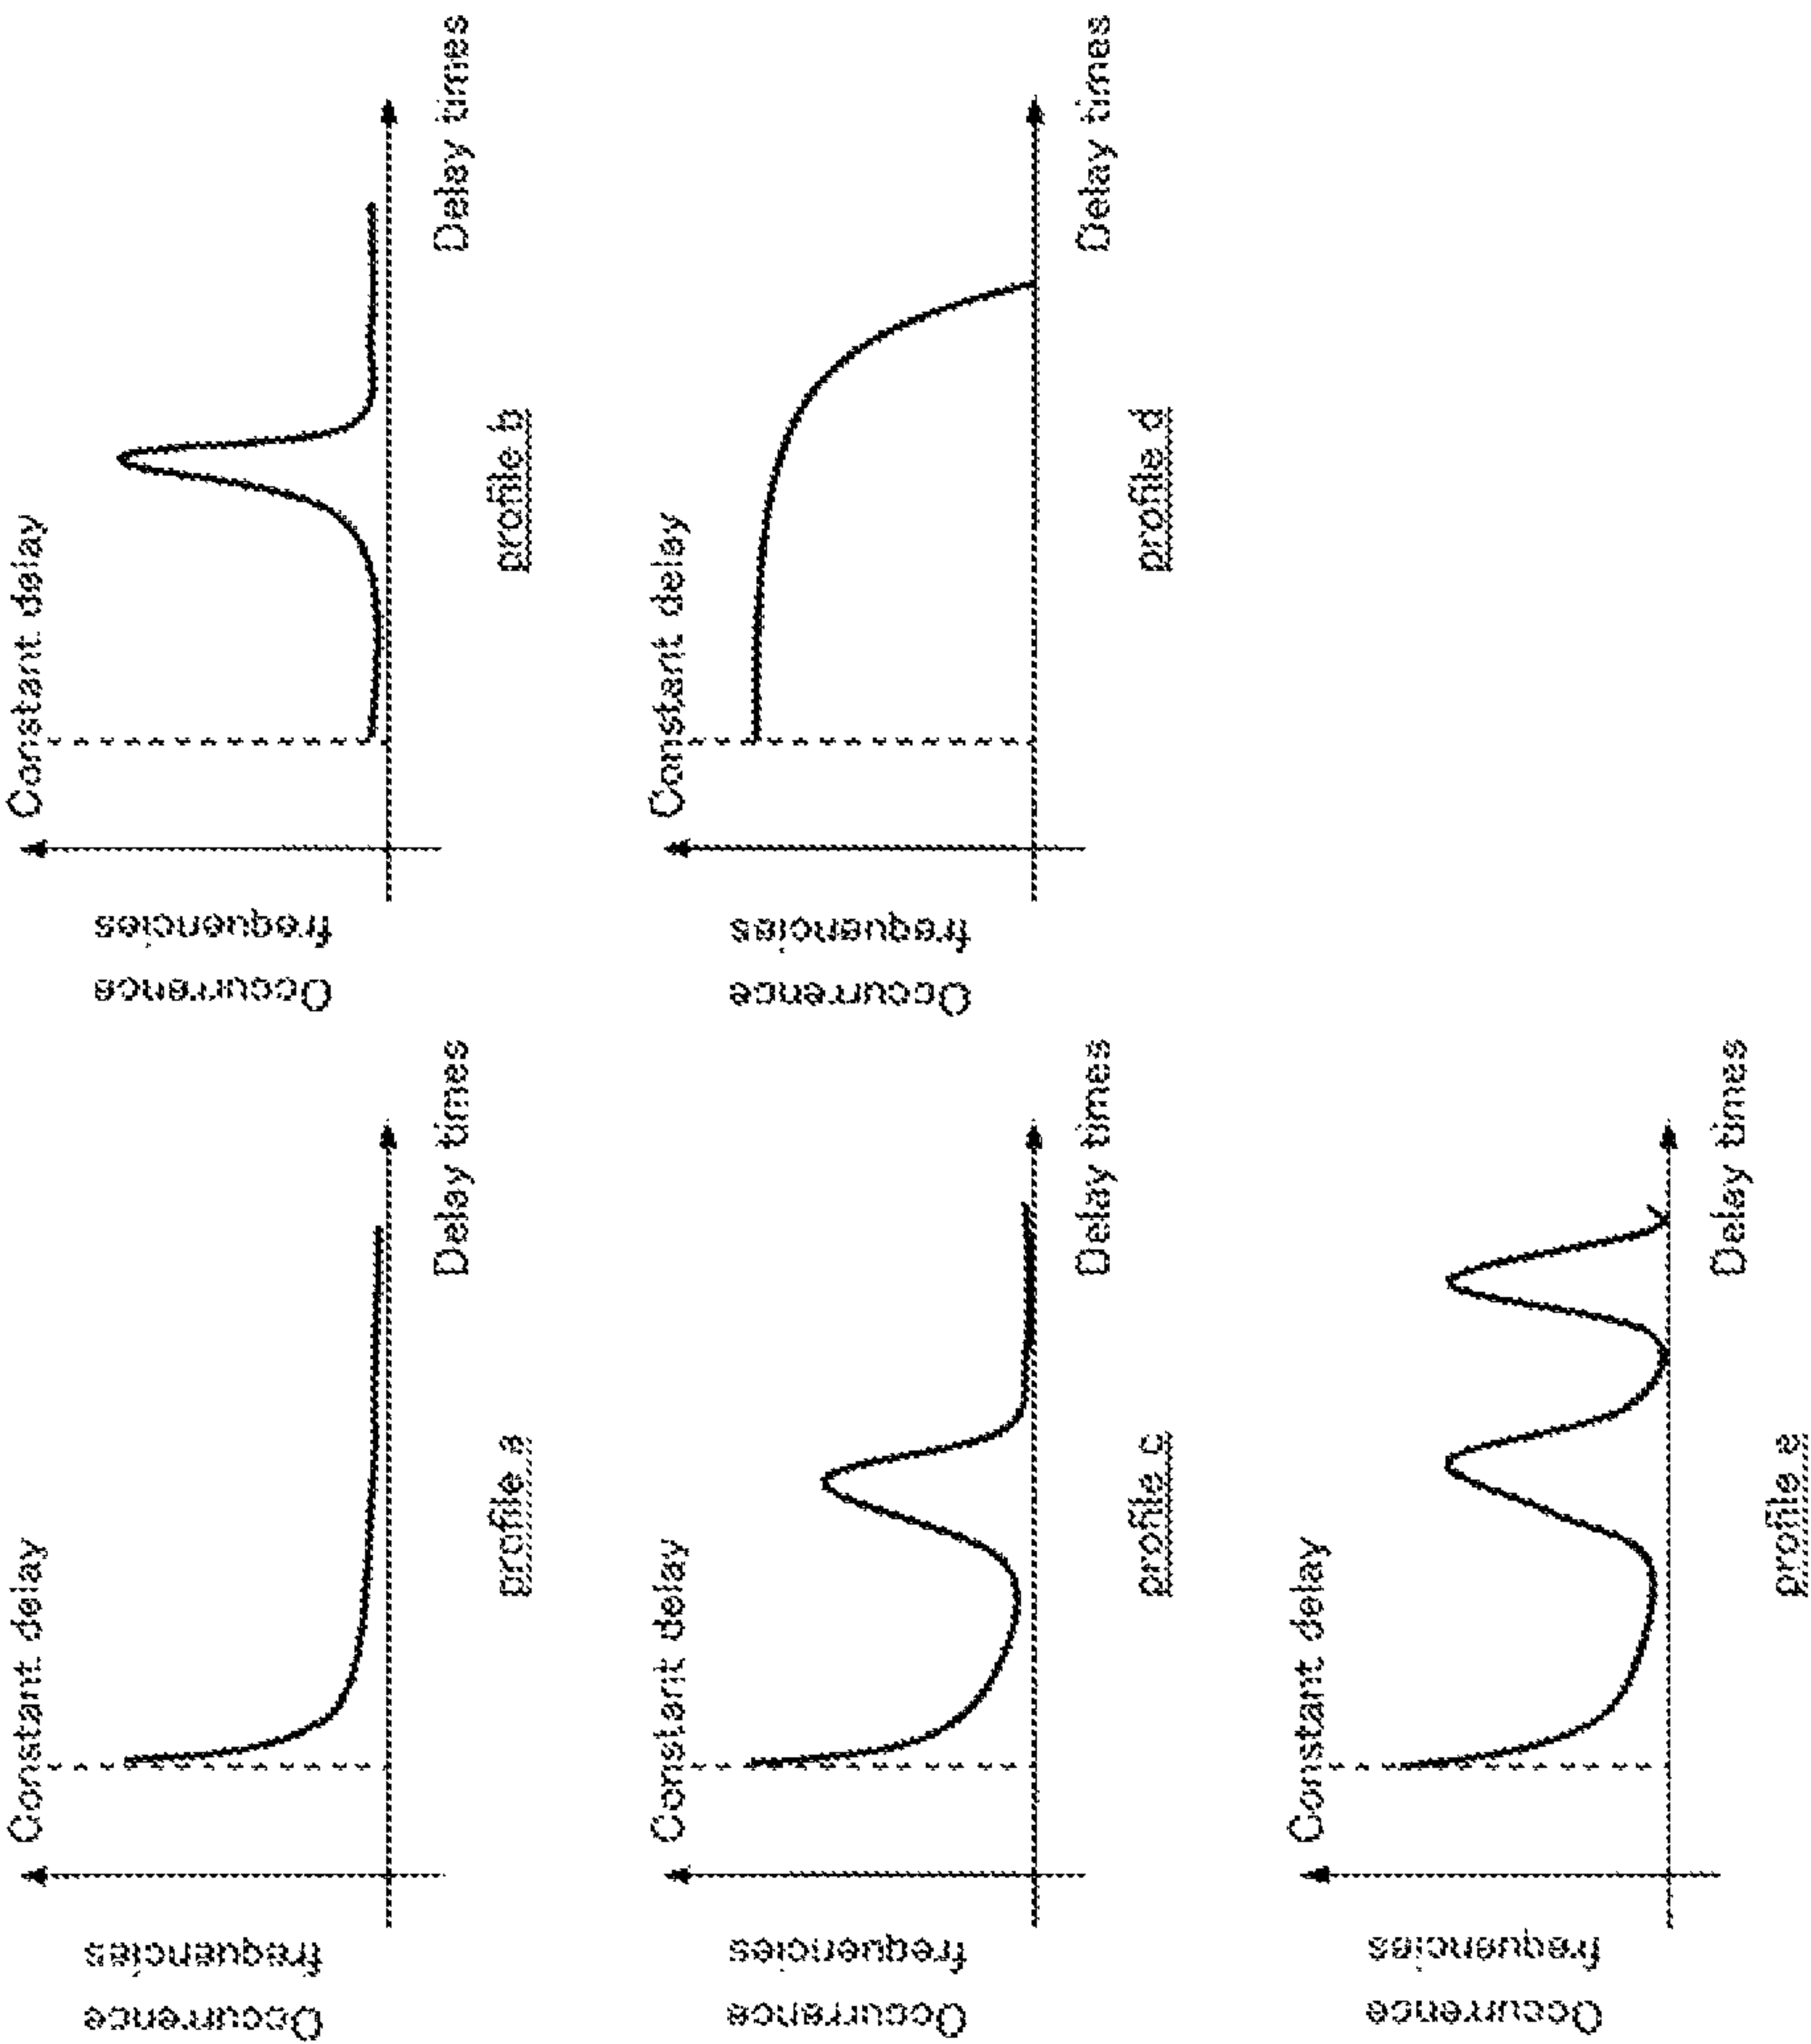 Occurrence
frequencies
Constant delay
Delay times
profile a
Occurrence
frequencies
Constant delay
Delay times
profile b
Occurrence
frequencies
Constant delay
Delay times
profile c
Occurrence
frequencies
Constant delay
Delay times
profile d
Occurrence
frequencies
Constant delay
Delay times
profile e